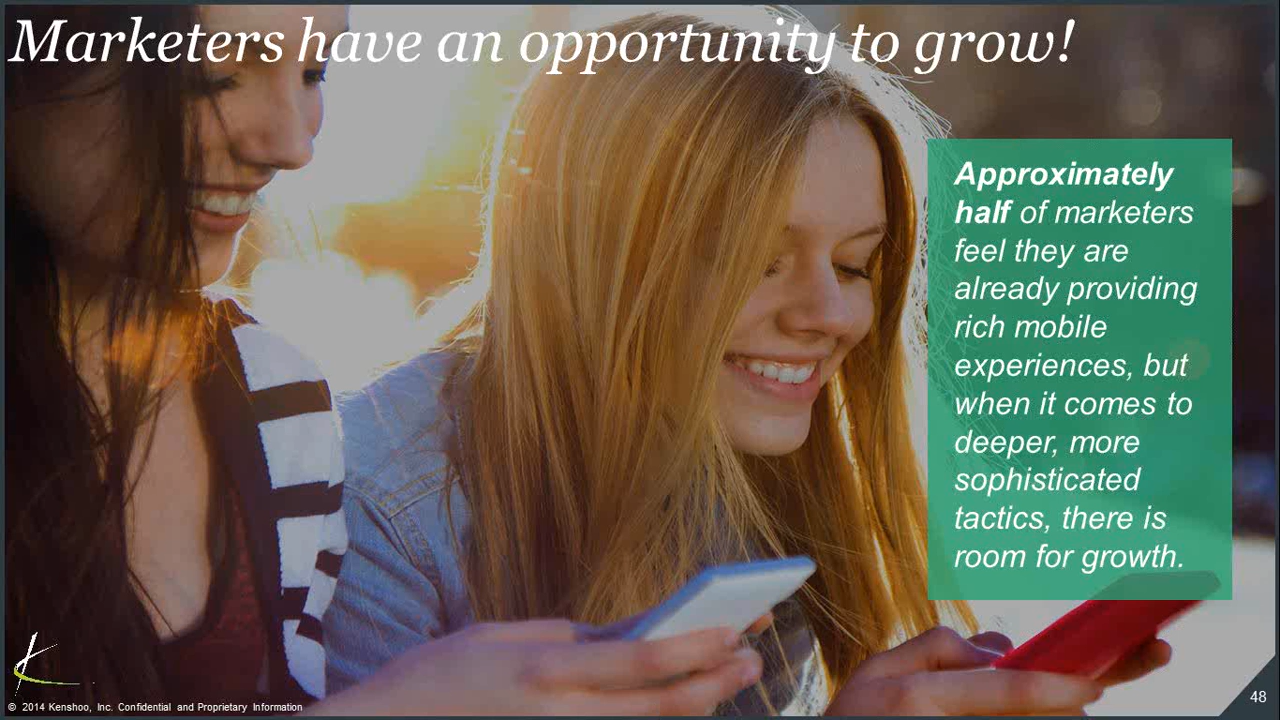 Marketers have an opportunity to grow!
Approximately
half of marketers
feel they are
already providing
rich mobile
experiences, but
when it comes to
deeper, more
sophisticated
tactics, there is
room for growth.
© 2014 Kenshoo, Inc. Confidential and Proprietary Information
48